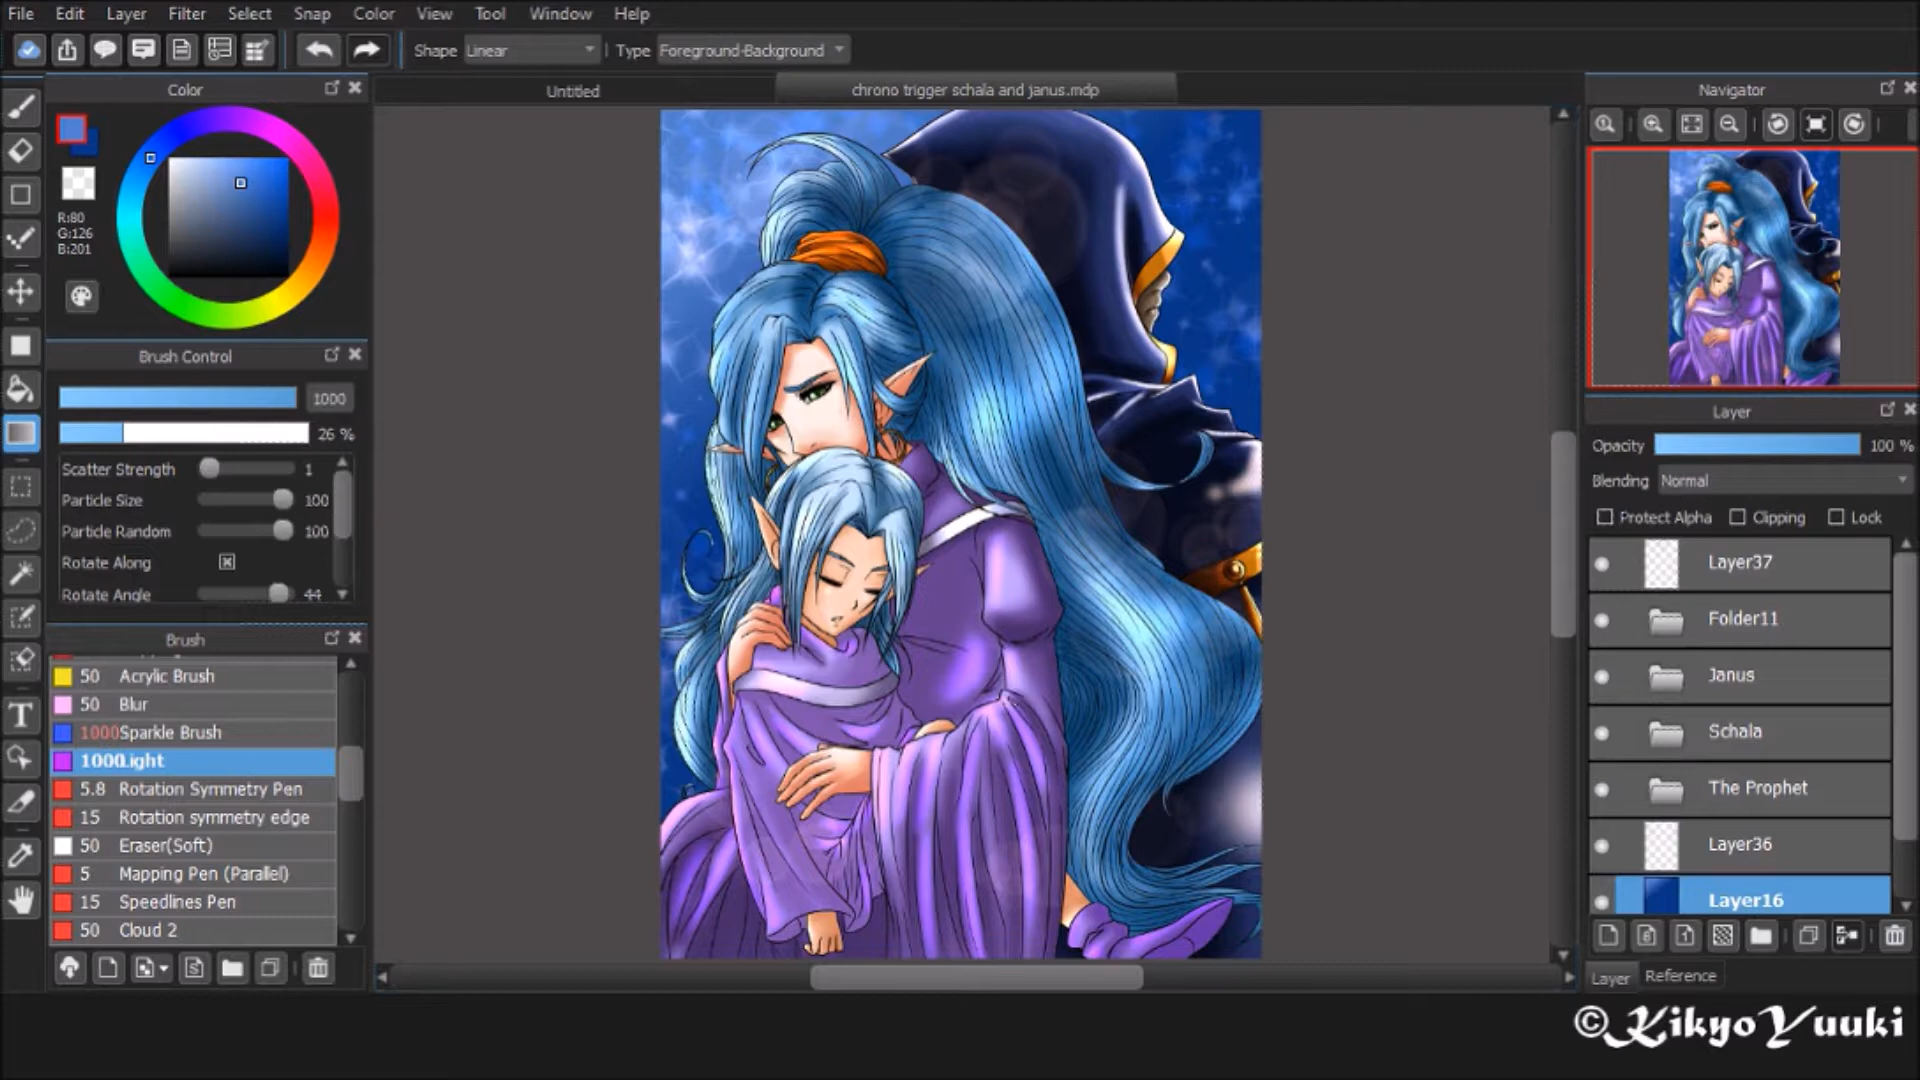 File Edit Layer Filter Select Snap Color View Tool Window Help
Shape Linear Type Foreground-Background
Color
Untitled
chrono trigger schala and janus.mdp
Navigator
R:80
G:126
B:201
Brush Control
1000
26 %
Scatter Strength 1
Particle Size 100
Particle Random 100
Rotate Along
Rotate Angle 44
Brush
50 Acrylic Brush
50 Blur
1000 Sparkle Brush
1000 Light
5.8 Rotation Symmetry Pen
15 Rotation symmetry edge
50 Eraser(Soft)
5 Mapping Pen (Parallel)
15 Speedlines Pen
50 Cloud 2
Layer
Opacity 100 %
Blending Normal
Protect Alpha Clipping Lock
Layer37
Folder11
Janus
Schala
The Prophet
Layer36
Layer16
Layer Reference
©KikyoYuuki